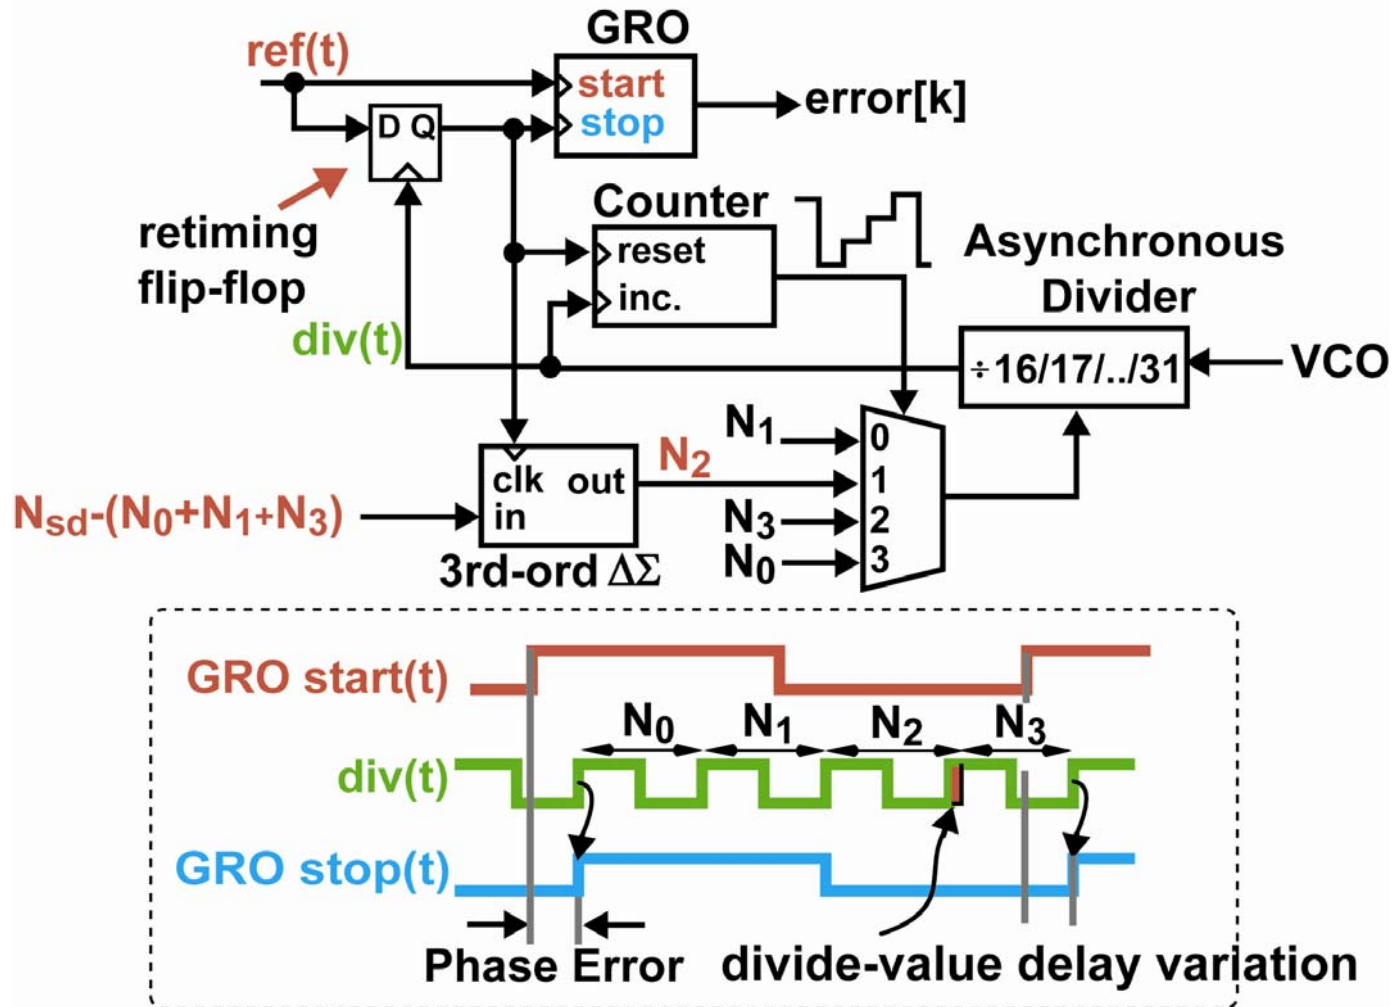 GRO
ref(t)
start
stop
error[k]
D Q
retiming
flip-flop
Counter
reset
inc.
Asynchronous
Divider
div(t)
÷16/17/../31
VCO
N1
0
N2
1
N3
2
N0
3
clk out
in
Nsd-(N0+N1+N3)
3rd-ord ΔΣ
GRO start(t)
N0 N1 N2 N3
div(t)
GRO stop(t)
Phase Error
divide-value delay variation